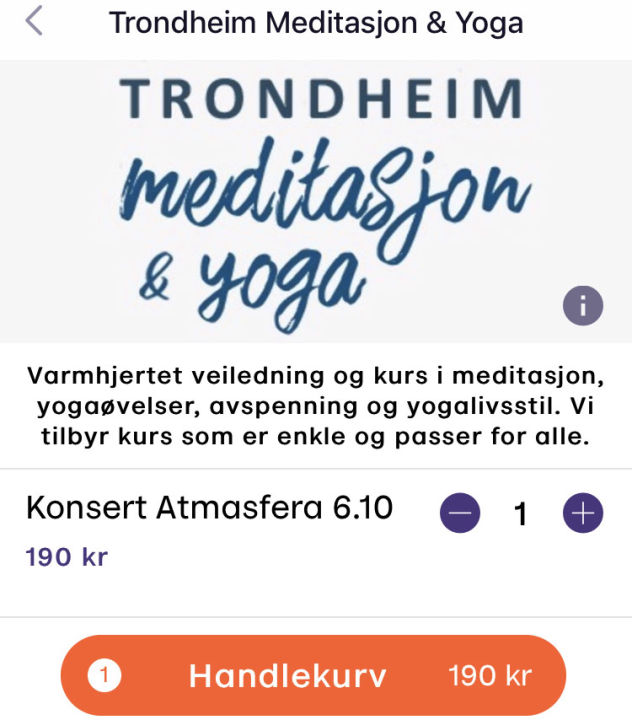 Trondheim Meditasjon & Yoga
TRONDHEIM
meditasjon
& yoga
i
Varmhjertet veiledning og kurs i meditasjon,
yogaøvelser, avspenning og yogalivsstil. Vi
tilbyr kurs som er enkle og passer for alle.
Konsert Atmasfera 6.10
1
190 kr
1 Handlekurv 190 kr